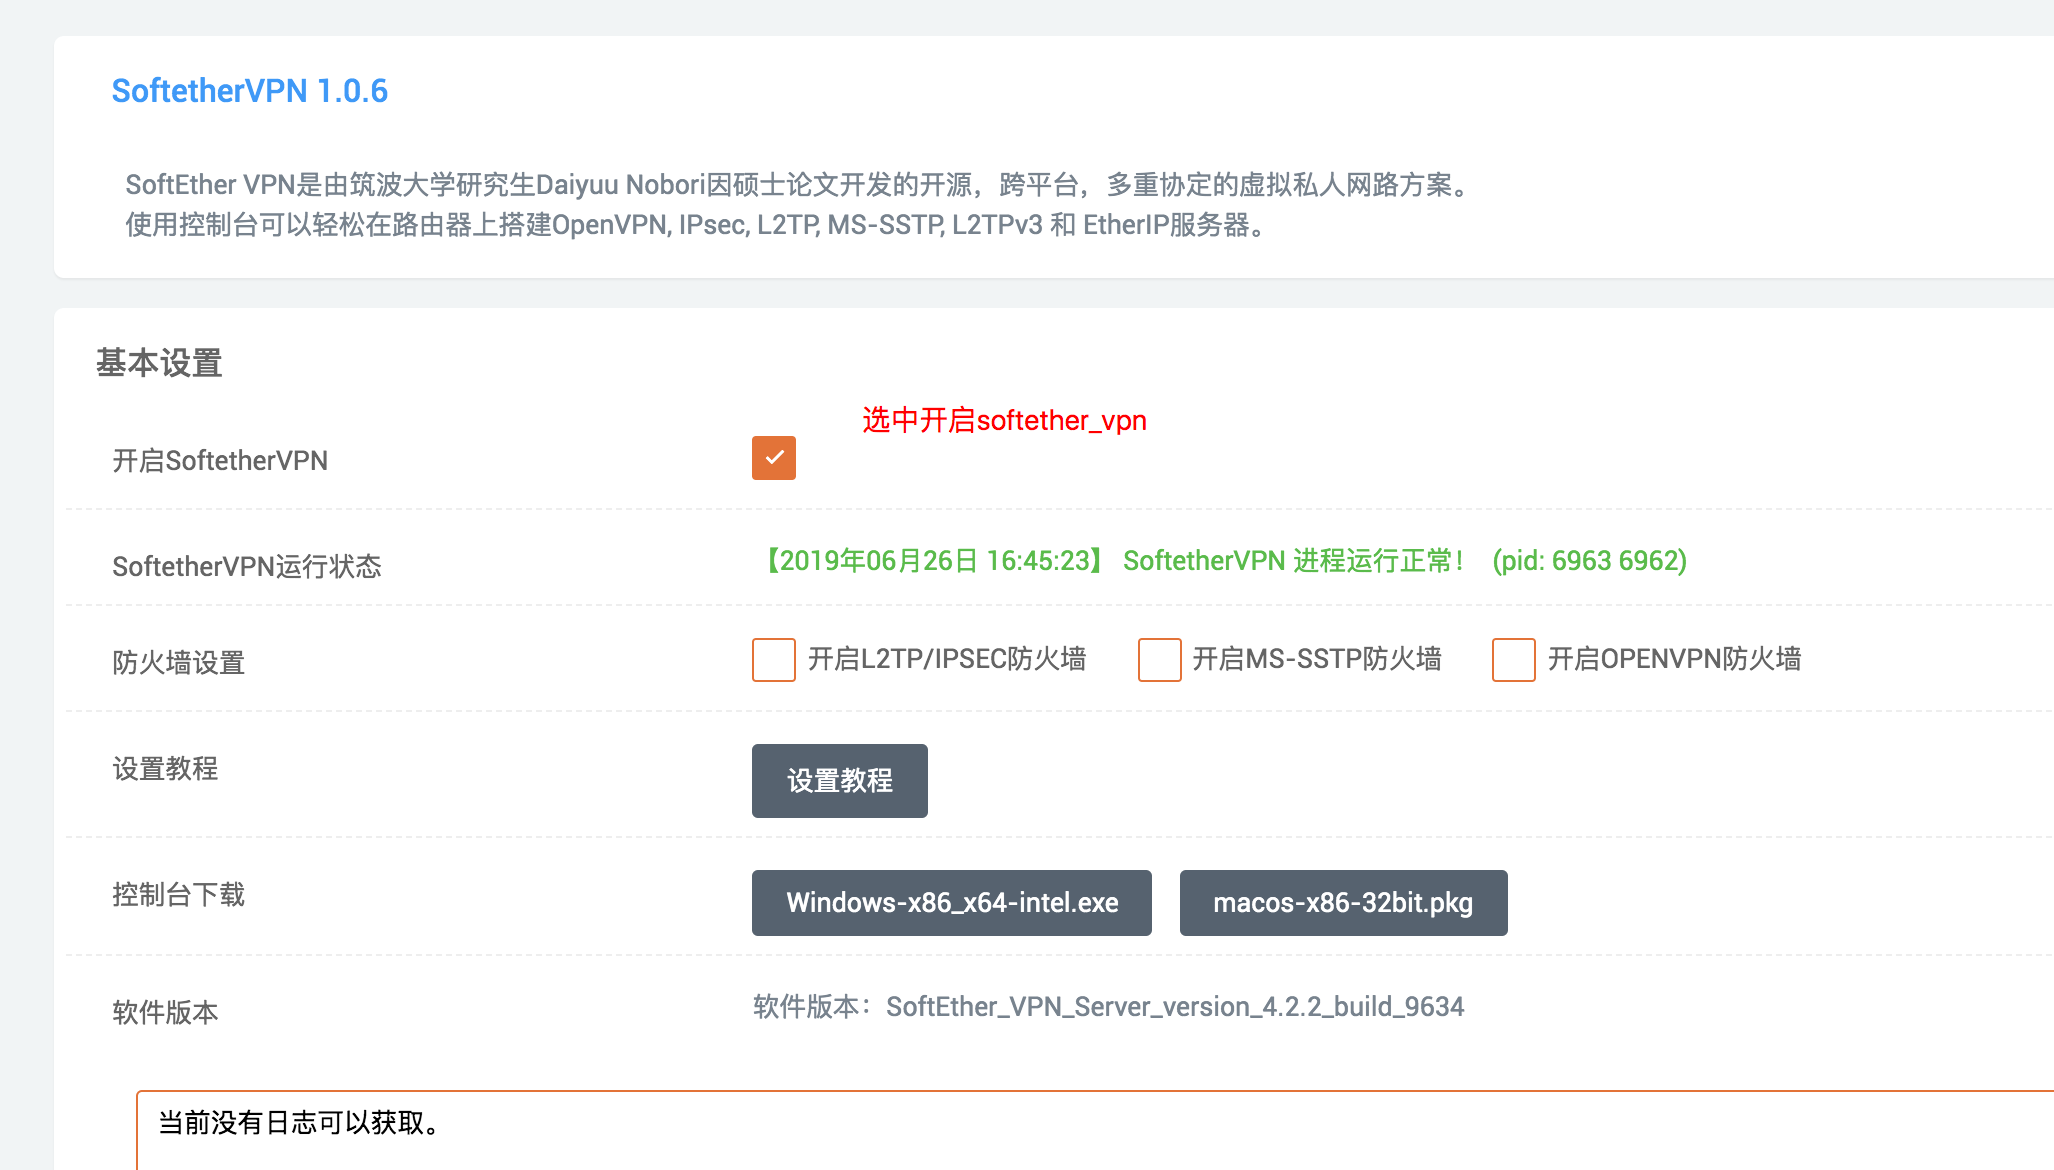 SoftetherVPN 1.0.6
SoftEther VPN是由筑波大学研究生Daiyuu Nobori因硕士论文开发的开源，跨平台，多重协定的虚拟私人网路方案。
使用控制台可以轻松在路由器上搭建OpenVPN, IPsec, L2TP, MS-SSTP, L2TPv3 和 EtherIP服务器。
基本设置
选中开启softether_vpn
开启SoftetherVPN
SoftetherVPN运行状态
【2019年06月26日 16:45:23】 SoftetherVPN 进程运行正常！ (pid: 6963 6962)
防火墙设置
开启L2TP/IPSEC防火墙 开启MS-SSTP防火墙 开启OPENVPN防火墙
设置教程
设置教程
控制台下载
Windows-x86_x64-intel.exe macos-x86-32bit.pkg
软件版本
软件版本：SoftEther_VPN_Server_version_4.2.2_build_9634
当前没有日志可以获取。